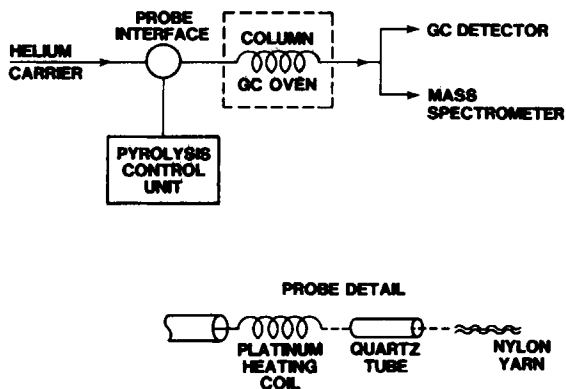 PROBE
INTERFACE
HELIUM
CARRIER
COLUMN
GC OVEN
GC DETECTOR
MASS
SPECTROMETER
PYROLYSIS
CONTROL
UNIT
PROBE DETAIL
PLATINUM
HEATING
COIL
QUARTZ
TUBE
NYLON
YARN